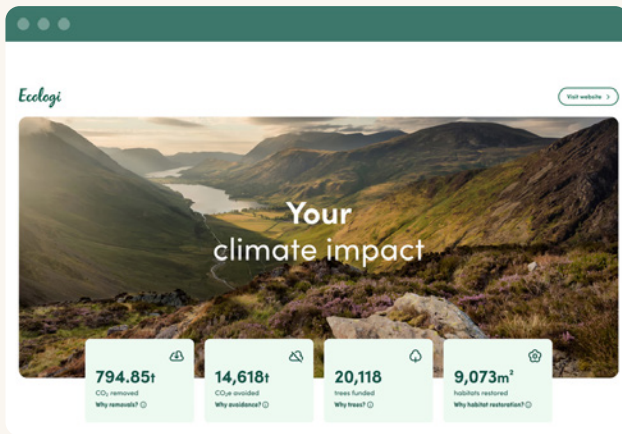 Ecologi
Visit website >
Your
climate impact
794.85t
CO₂ removed
Why removals?
14,618t
CO₂e avoided
Why avoidance?
20,118
trees funded
Why trees?
9,073m²
habitats restored
Why habitat restoration?